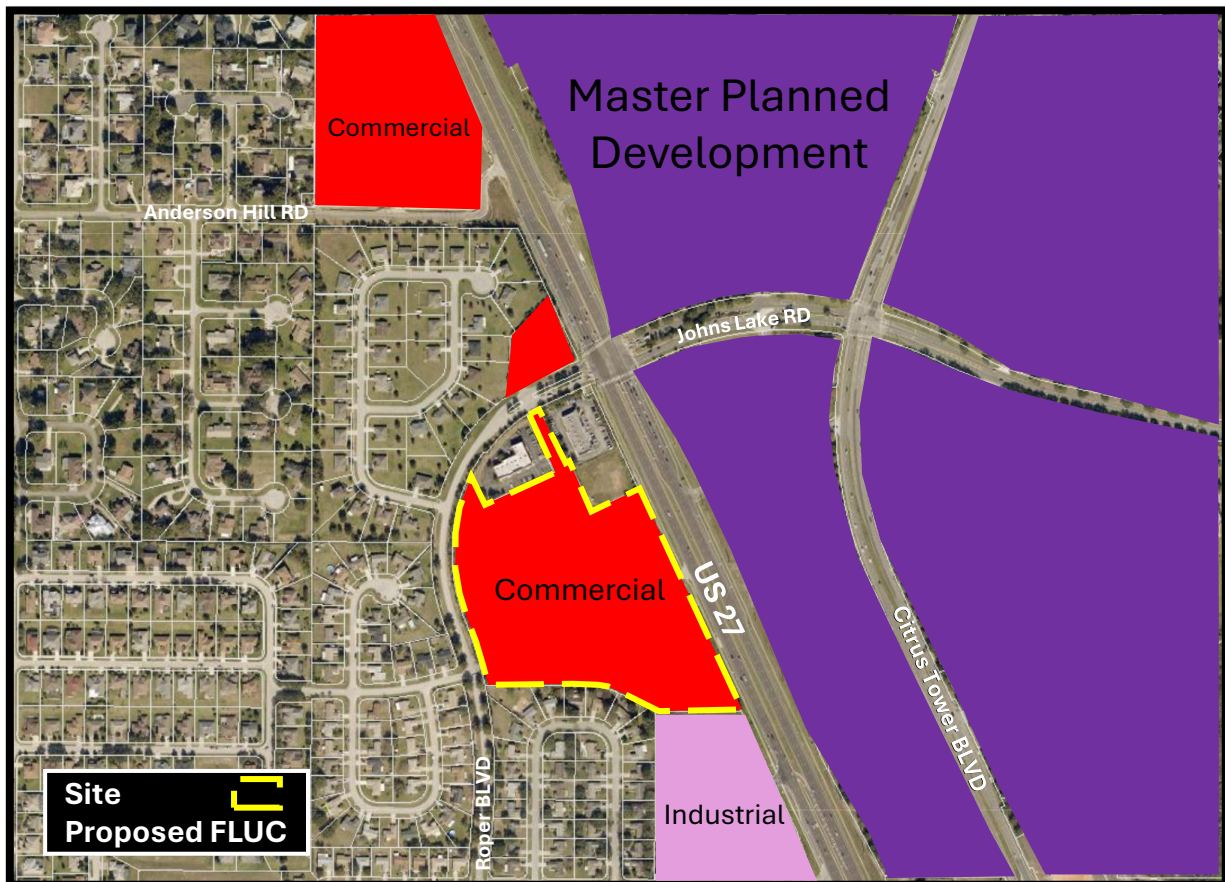 Master Planned
Development
Commercial
Anderson Hill RD
Johns Lake RD
Commercial
US 27
Citrus Tower BLVD
Roper BLVD
Industrial
Site
Proposed FLUC